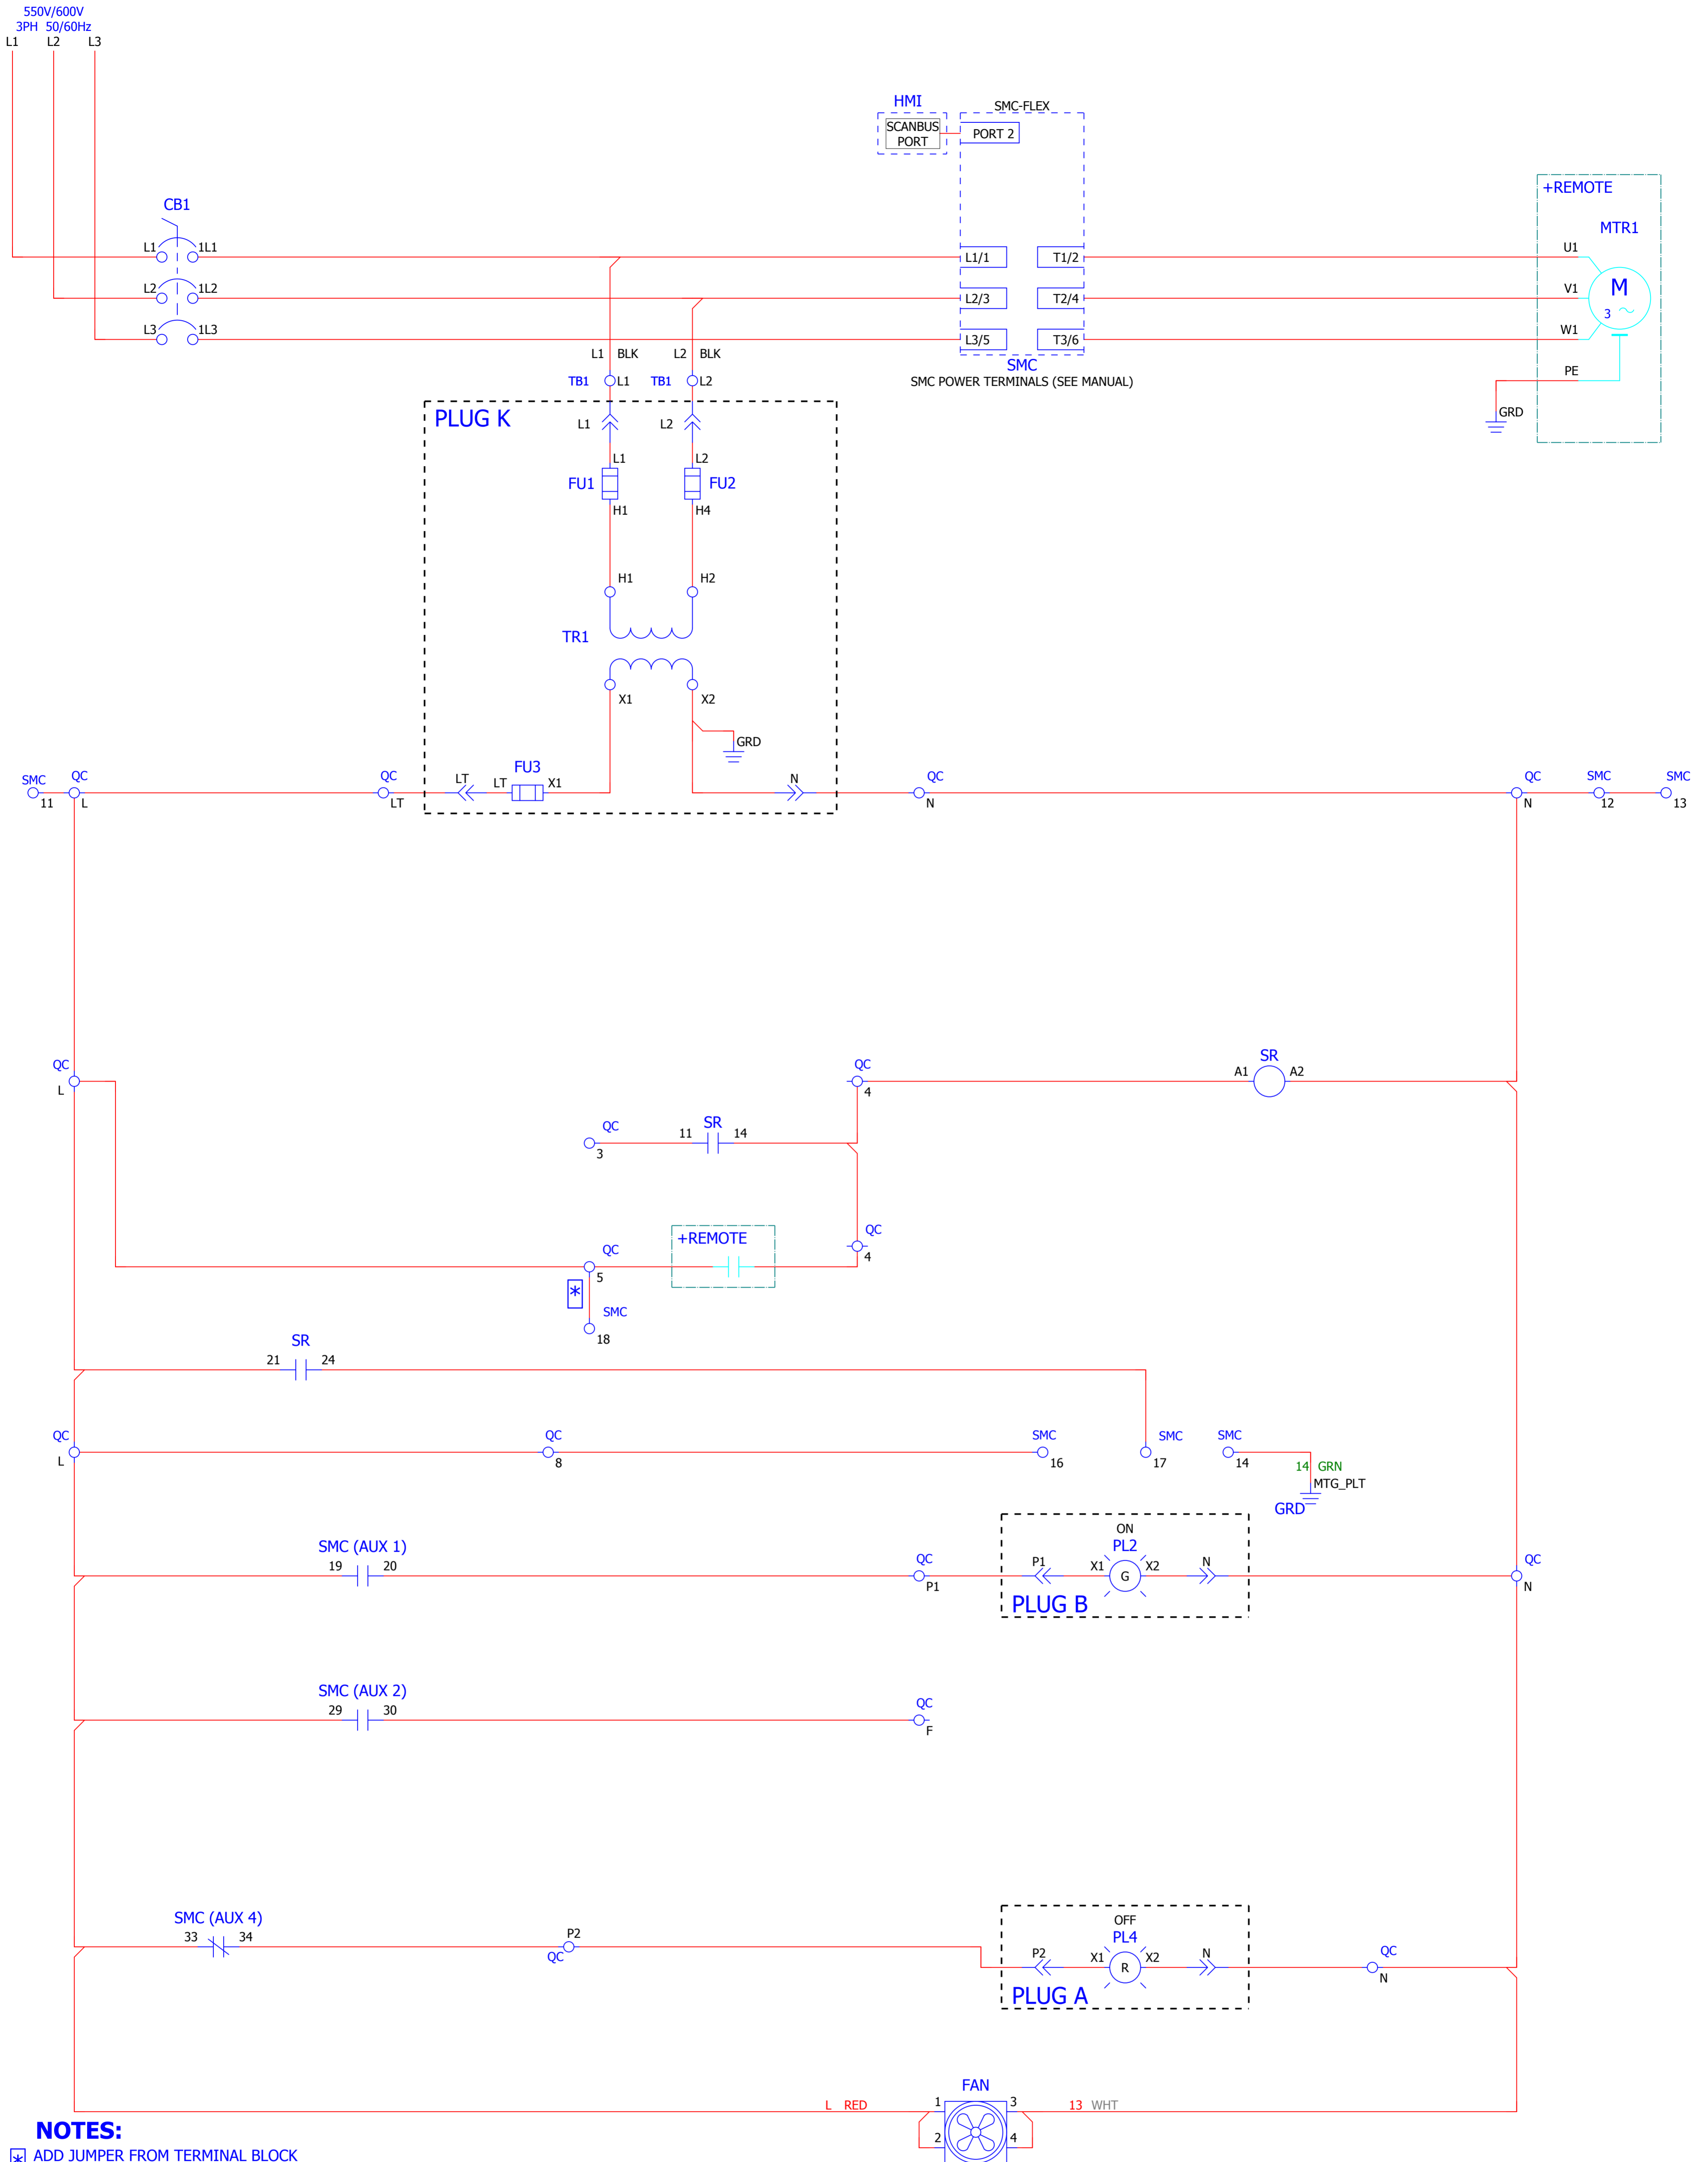 550V/600V
3PH 50/60Hz
L1 L2 L3
HMI
SCANBUS
PORT
SMC-FLEX
PORT 2
+REMOTE
MTR1
CB1
L1 1L1
L2 1L2
L3 1L3
L1/1 T1/2
L2/3 T2/4
L3/5 T3/6
SMC
SMC POWER TERMINALS (SEE MANUAL)
U1
V1
W1
PE
M
3
GRD
L1 BLK L2 BLK
TB1 L1 TB1 L2
PLUG K
L1 L2
L1 L2
FU1 FU2
H1 H4
H1 H2
TR1
X1 X2
GRD
SMC QC QC LT LT FU3 X1 N QC QC SMC SMC
11 L LT N N 12 13
QC QC SR
L 4 A1 A2
QC SR
3 11 14
+REMOTE
QC QC
5 4
*
SMC
18
SR
21 24
QC QC SMC SMC SMC
L 8 16 17 14
14 GRN
MTG_PLT
GRD
SMC (AUX 1)
19 20
QC
P1
ON
PL2
P1 X1 G X2 N
PLUG B
QC
N
SMC (AUX 2)
29 30
QC
F
SMC (AUX 4)
33 34
P2
QC
OFF
PL4
P2 X1 R X2 N
PLUG A
QC
N
FAN
L RED 1 3 13 WHT
2 4
NOTES:
* ADD JUMPER FROM TERMINAL BLOCK